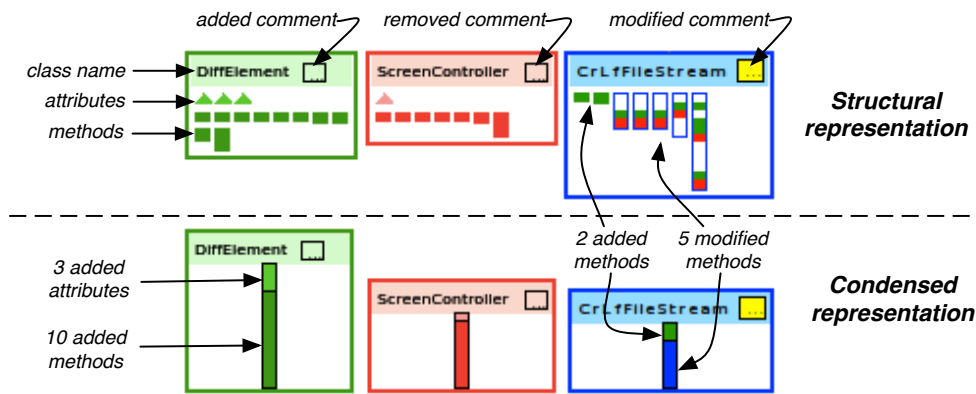 added comment
removed comment
modified comment
class name
DiffElement
...
ScreenController
...
CrLfFileStream
...
attributes
methods
Structural
representation
2 added
methods
5 modified
methods
DiffElement
...
3 added
attributes
10 added
methods
ScreenController
...
CrLfFileStream
...
Condensed
representation